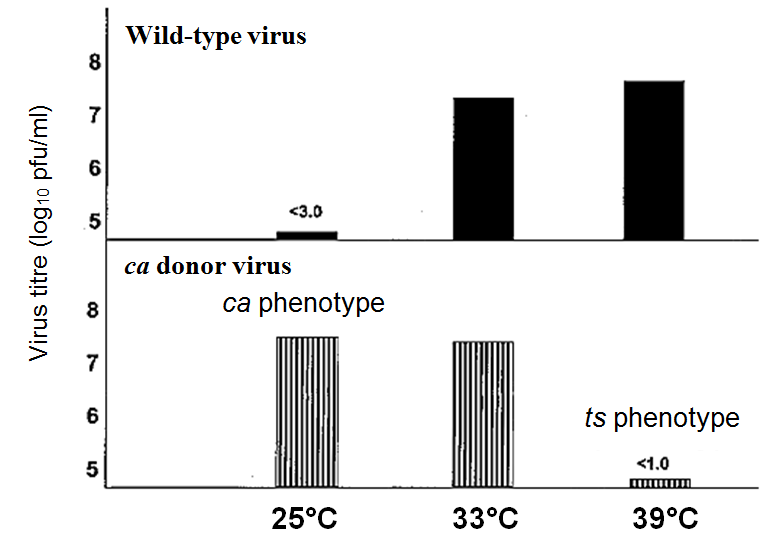 Wild-type virus
8
7
6
5
<3.0
Virus titre (log10 pfu/ml)
ca donor virus
ca phenotype
8
7
6
5
ts phenotype
<1.0
25°C 33°C 39°C